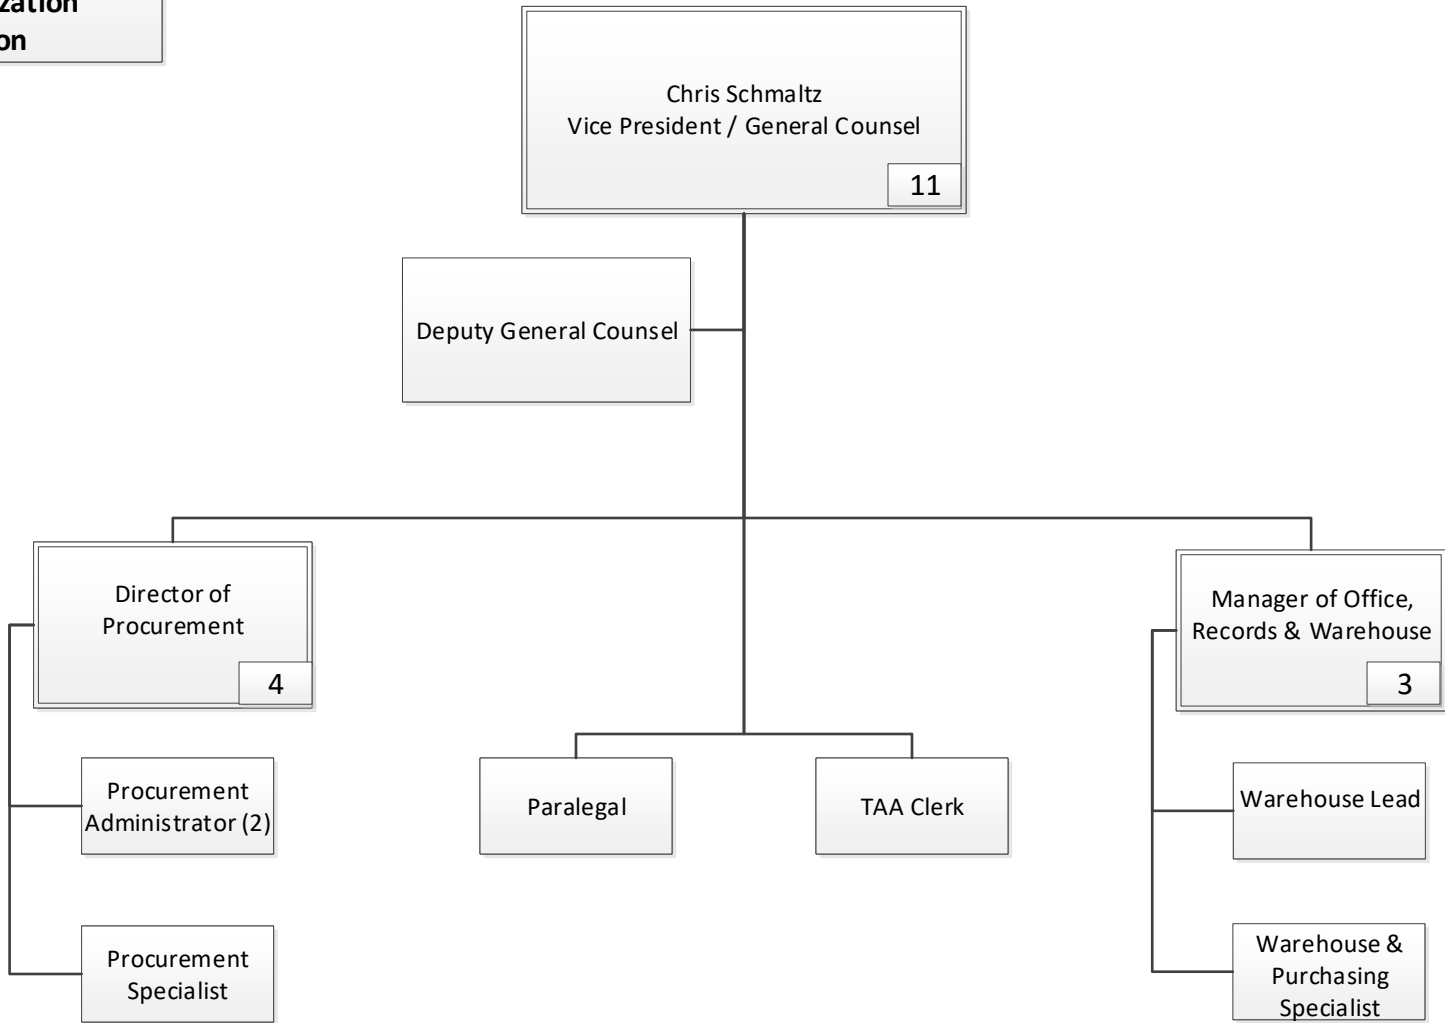 Chris Schmaltz
Vice President / General Counsel
11
Deputy General Counsel
Director of
Procurement
4
Manager of Office,
Records & Warehouse
3
Procurement
Administrator (2)
Paralegal
TAA Clerk
Warehouse Lead
Procurement
Specialist
Warehouse &
Purchasing
Specialist